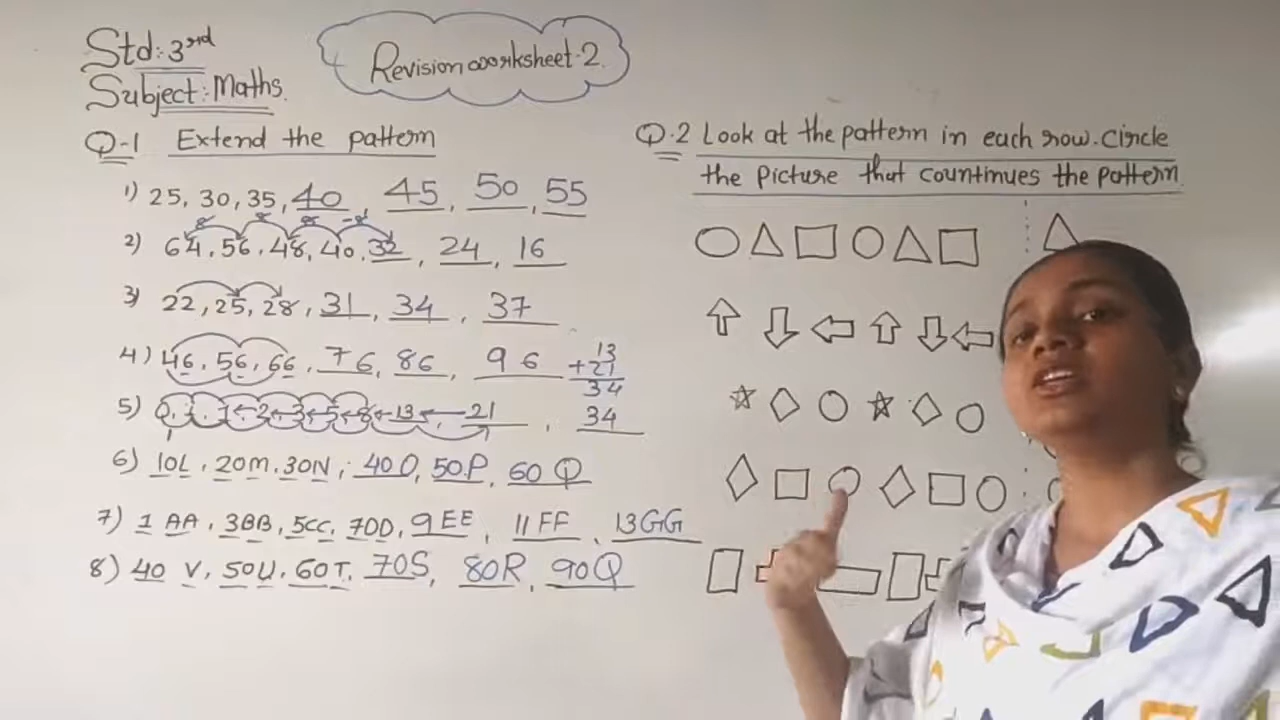 Std: 3rd
Subject: Maths.
Revision worksheet-2.
Q-1 Extend the pattern
1) 25, 30, 35, 40, 45, 50, 55
2) 64, 56, 48, 40, 32, 24, 16
3) 22, 25, 28, 31, 34, 37
4) 46, 56, 66, 76, 86, 96
13
+21
34
5) 0, 1, 1, 2, 3, 5, 8, 13, 21, 34
6) 10L, 20M, 30N, 40O, 50P, 60Q
7) 1AA, 3BB, 5CC, 7DD, 9EE, 11FF, 13GG
8) 40V, 50U, 60T, 70S, 80R, 90Q
Q.2 Look at the pattern in each row. Circle
the Picture that countinues the pattern